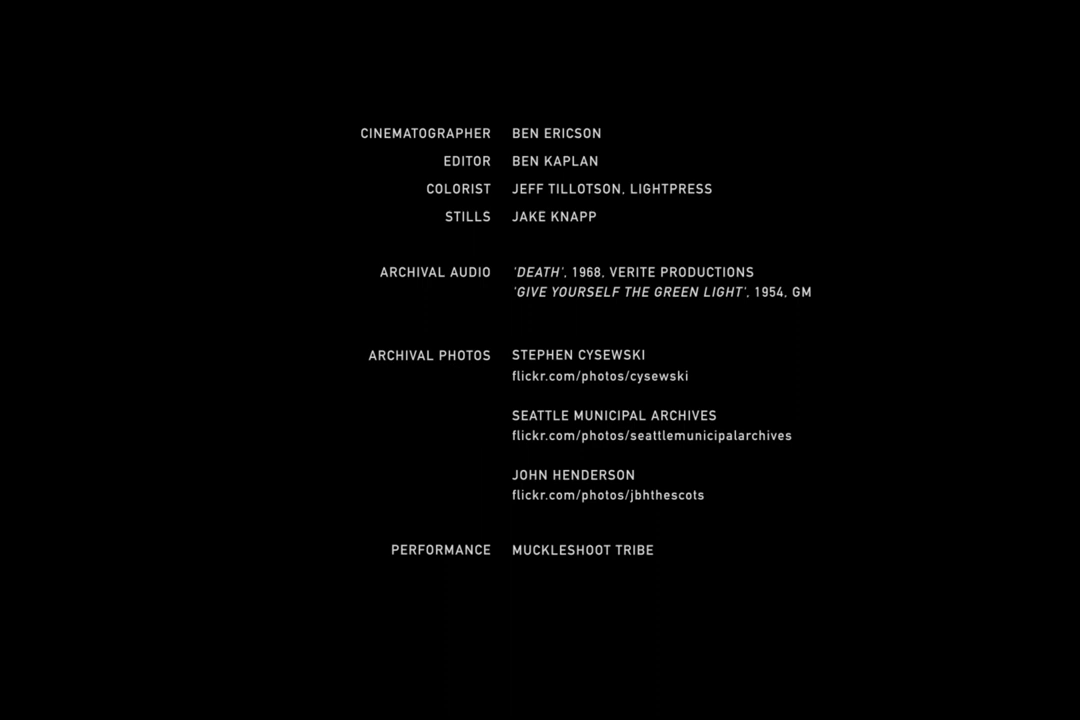 CINEMATOGRAPHER BEN ERICSON
EDITOR BEN KAPLAN
COLORIST JEFF TILLOTSON, LIGHTPRESS
STILLS JAKE KNAPP
ARCHIVAL AUDIO 'DEATH', 1968, VERITE PRODUCTIONS
'GIVE YOURSELF THE GREEN LIGHT', 1954, GM
ARCHIVAL PHOTOS STEPHEN CYSEWSKI
flickr.com/photos/cysewski
SEATTLE MUNICIPAL ARCHIVES
flickr.com/photos/seattlemunicipalarchives
JOHN HENDERSON
flickr.com/photos/jbhthescots
PERFORMANCE MUCKLESHOOT TRIBE